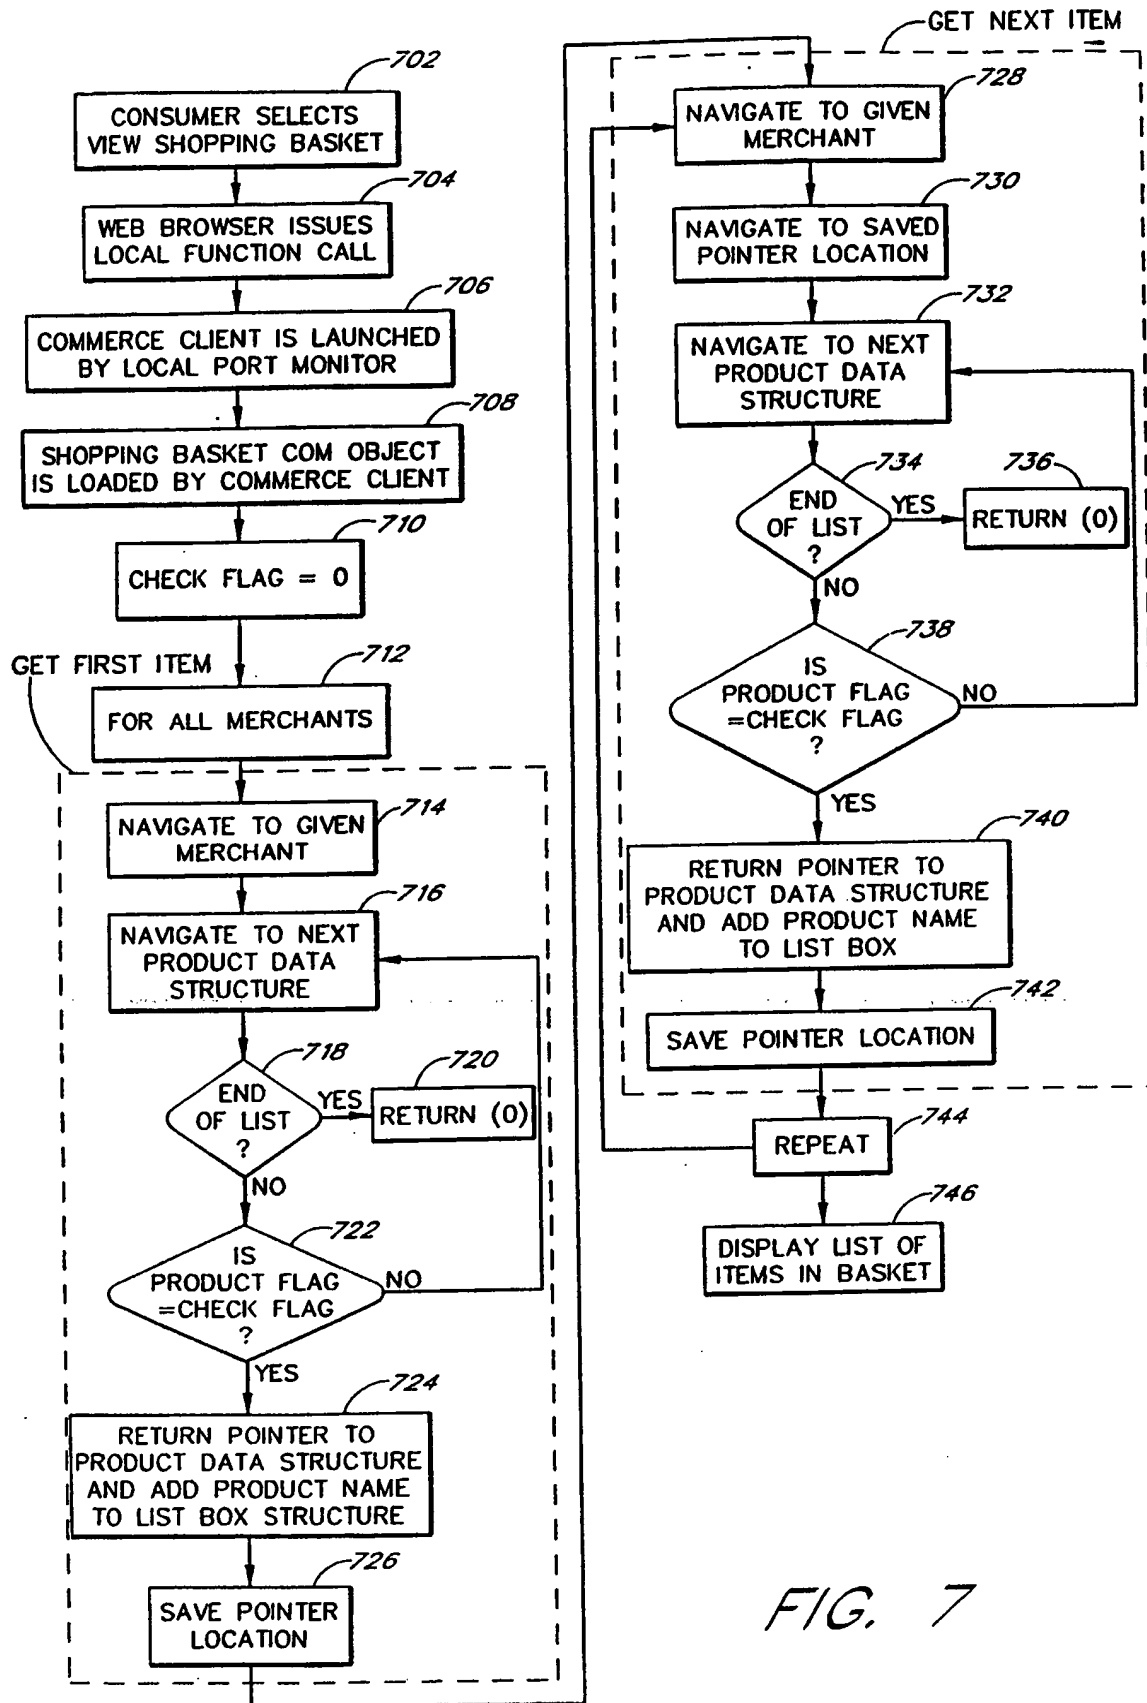 702
CONSUMER SELECTS
VIEW SHOPPING BASKET
704
WEB BROWSER ISSUES
LOCAL FUNCTION CALL
706
COMMERCE CLIENT IS LAUNCHED
BY LOCAL PORT MONITOR
708
SHOPPING BASKET COM OBJECT
IS LOADED BY COMMERCE CLIENT
710
CHECK FLAG = 0
GET FIRST ITEM
712
FOR ALL MERCHANTS
714
NAVIGATE TO GIVEN
MERCHANT
716
NAVIGATE TO NEXT
PRODUCT DATA
STRUCTURE
718
END
OF LIST
?
YES
720
RETURN (0)
NO
722
IS
PRODUCT FLAG
=CHECK FLAG
?
NO
YES
724
RETURN POINTER TO
PRODUCT DATA STRUCTURE
AND ADD PRODUCT NAME
TO LIST BOX STRUCTURE
726
SAVE POINTER
LOCATION
GET NEXT ITEM
728
NAVIGATE TO GIVEN
MERCHANT
730
NAVIGATE TO SAVED
POINTER LOCATION
732
NAVIGATE TO NEXT
PRODUCT DATA
STRUCTURE
734
END
OF LIST
?
YES
736
RETURN (0)
NO
738
IS
PRODUCT FLAG
=CHECK FLAG
?
NO
YES
740
RETURN POINTER TO
PRODUCT DATA STRUCTURE
AND ADD PRODUCT NAME
TO LIST BOX
742
SAVE POINTER LOCATION
744
REPEAT
746
DISPLAY LIST OF
ITEMS IN BASKET
FIG. 7